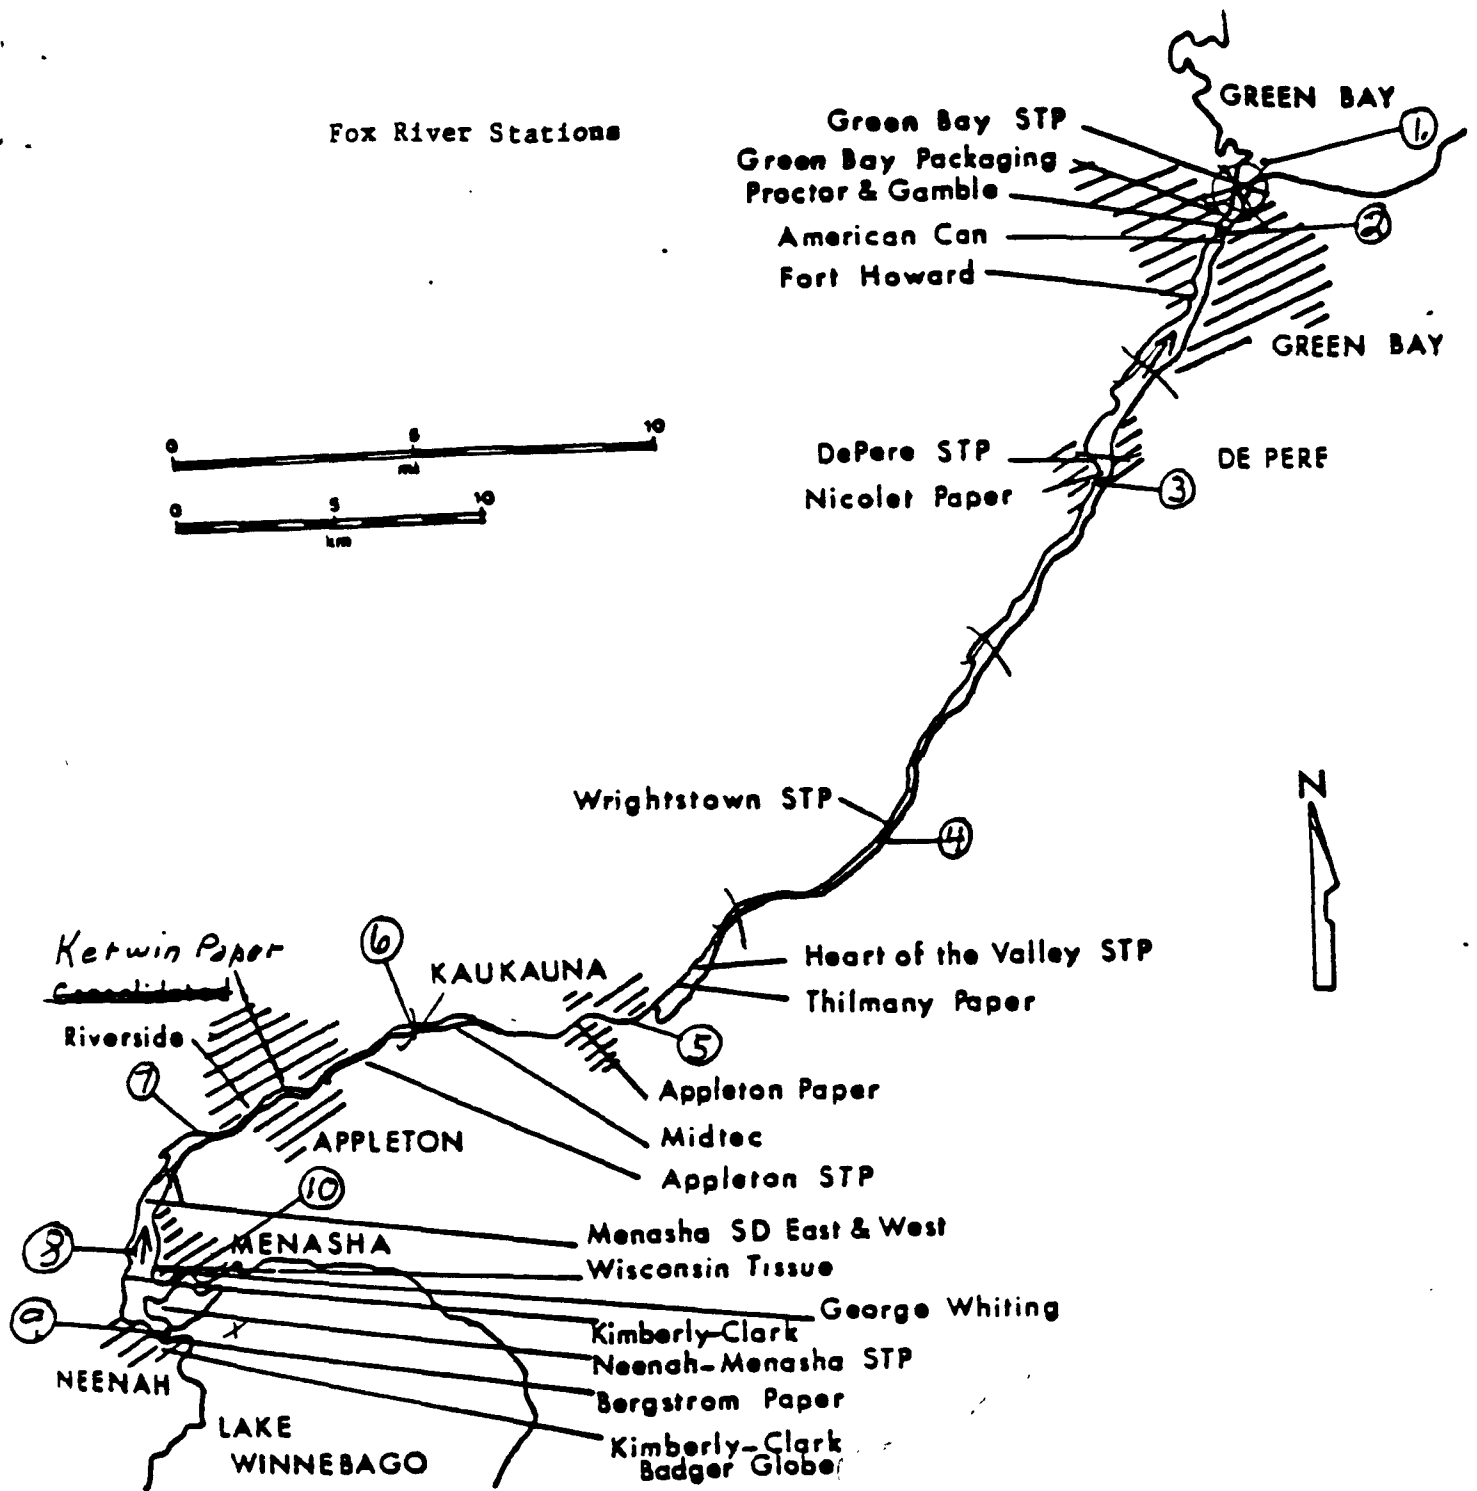 Fox River Stations
GREEN BAY
Green Bay STP
1
Green Bay Packaging
Proctor & Gamble
American Can
2
Fort Howard
GREEN BAY
0 5 10
mi
DePere STP
DE PERE
Nicolet Paper
3
0 5 10
km
N
Wrightstown STP
4
Kerwin Paper
Consolidated
6
KAUKAUNA
Heart of the Valley STP
Thilmany Paper
Riverside
5
7
Appleton Paper
Midtec
APPLETON
Appleton STP
10
Menasha SD East & West
8
MENASHA
Wisconsin Tissue
George Whiting
9
Kimberly-Clark
Neenah-Menasha STP
NEENAH
Bergstrom Paper
LAKE
WINNEBAGO
Kimberly-Clark
Badger Globe